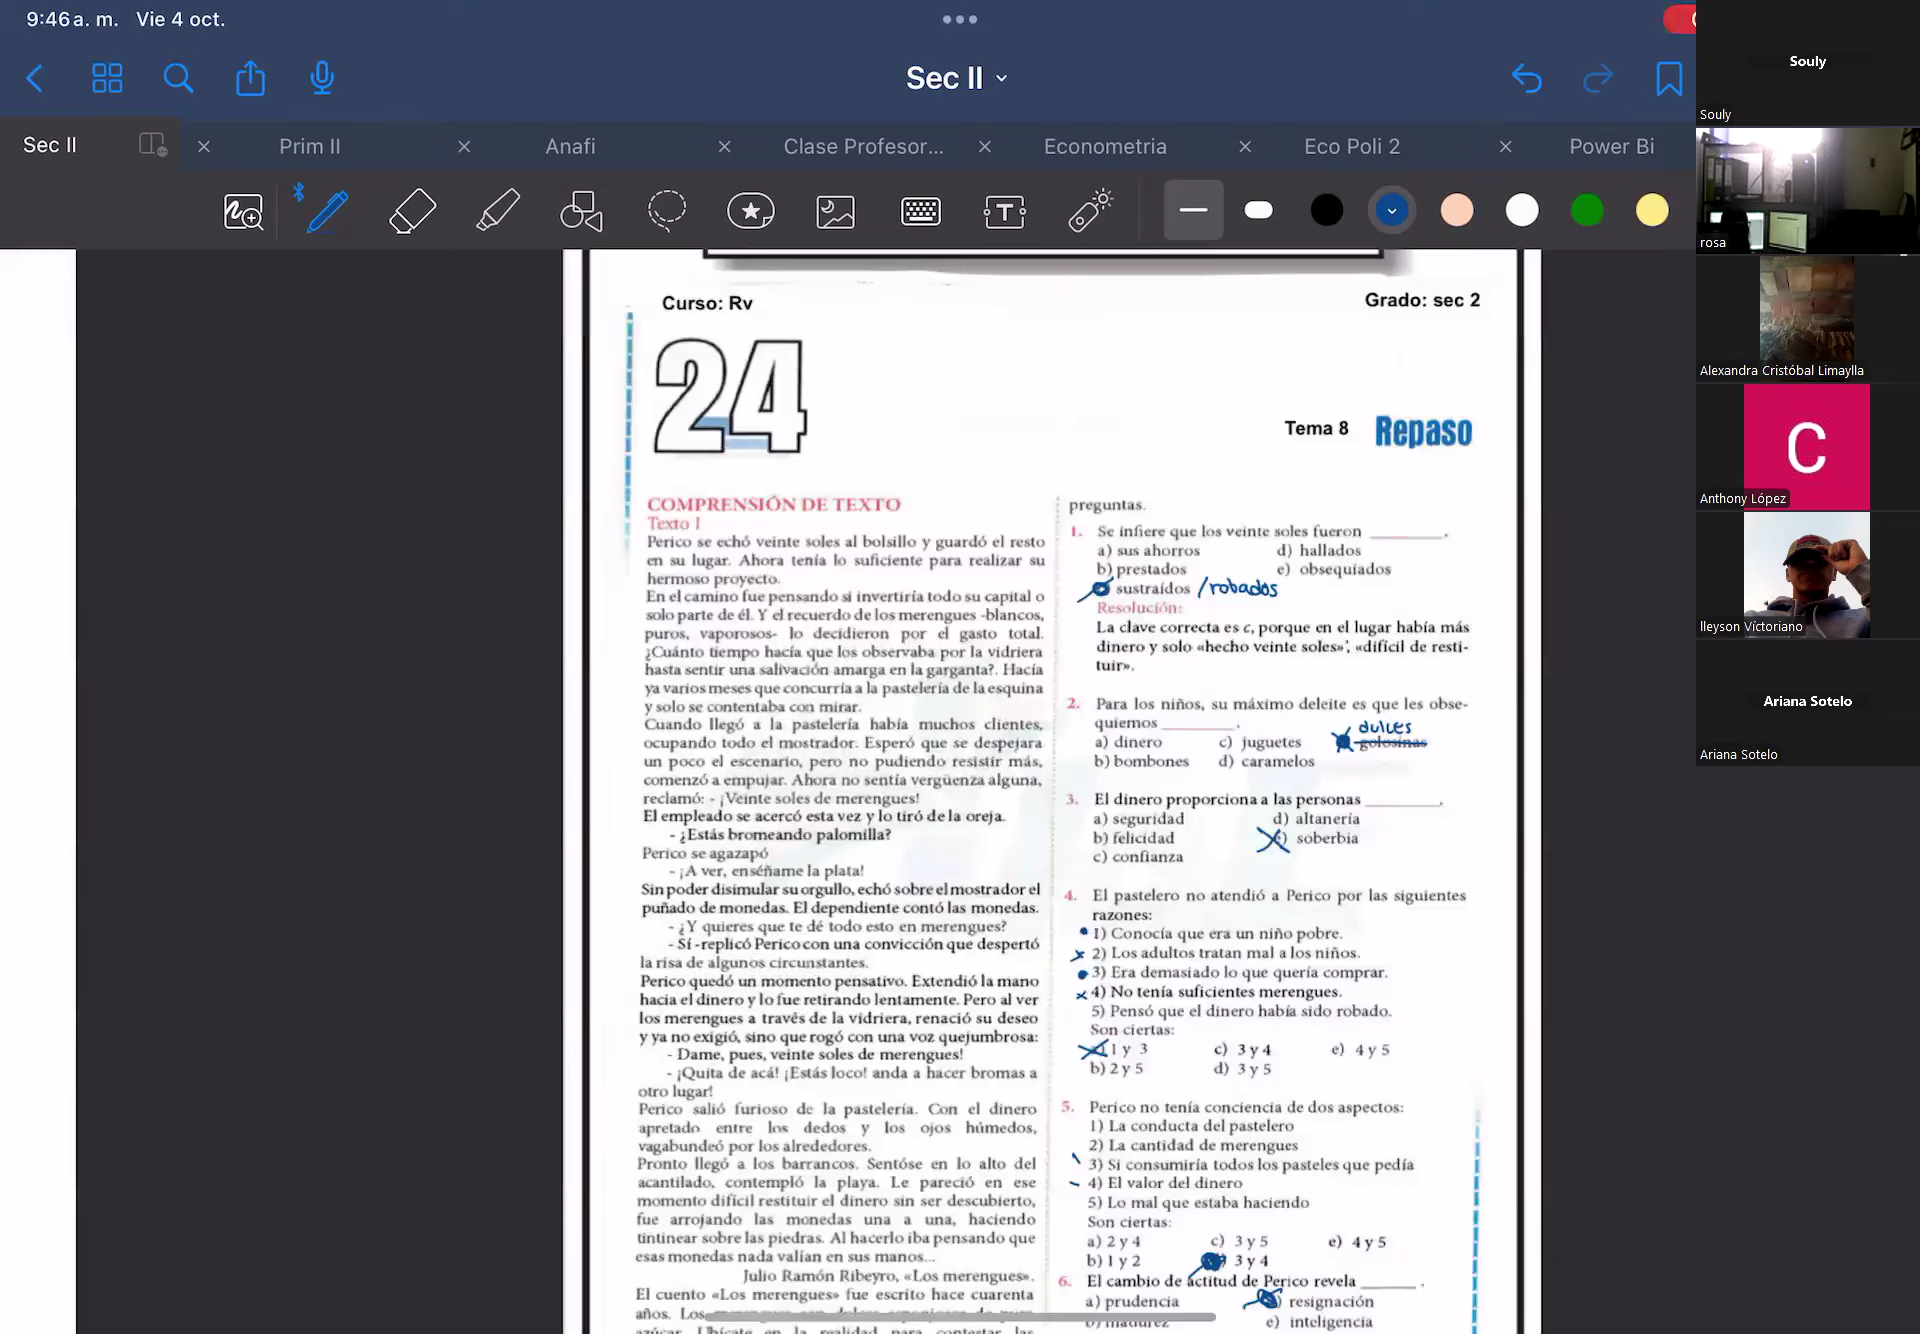 9:46 a. m. Vie 4 oct.
Sec II
Sec II
Prim II
Anafi
Clase Profesor...
Econometria
Eco Poli 2
Power Bi
Curso: Rv
Grado: sec 2
24
Tema 8 Repaso
COMPRENSIÓN DE TEXTO
Texto I
Perico se echó veinte soles al bolsillo y guardó el resto
en su lugar. Ahora tenía lo suficiente para realizar su
hermoso proyecto.
En el camino fue pensando si invertiría todo su capital o
solo parte de él. Y el recuerdo de los merengues -blancos,
puros, vaporosos- lo decidieron por el gasto total.
¿Cuánto tiempo hacía que los observaba por la vidriera
hasta sentir una salivación amarga en la garganta?. Hacía
ya varios meses que concurría a la pastelería de la esquina
y solo se contentaba con mirar.
Cuando llegó a la pastelería había muchos clientes,
ocupando todo el mostrador. Esperó que se despejara
un poco el escenario, pero no pudiendo resistir más,
comenzó a empujar. Ahora no sentía vergüenza alguna,
reclamó: - ¡Veinte soles de merengues!
El empleado se acercó esta vez y lo tiró de la oreja.
- ¿Estás bromeando palomilla?
Perico se agazapó
- ¡A ver, enséñame la plata!
Sin poder disimular su orgullo, echó sobre el mostrador el
puñado de monedas. El dependiente contó las monedas.
- ¿Y quieres que te dé todo esto en merengues?
- Sí -replicó Perico con una convicción que despertó
la risa de algunos circunstantes.
Perico quedó un momento pensativo. Extendió la mano
hacia el dinero y lo fue retirando lentamente. Pero al ver
los merengues a través de la vidriera, renació su deseo
y ya no exigió, sino que rogó con una voz quejumbrosa:
- Dame, pues, veinte soles de merengues!
- ¡Quita de acá! ¡Estás loco! anda a hacer bromas a
otro lugar!
Perico salió furioso de la pastelería. Con el dinero
apretado entre los dedos y los ojos húmedos,
vagabundeó por los alrededores.
Pronto llegó a los barrancos. Sentóse en lo alto del
acantilado, contempló la playa. Le pareció en ese
momento difícil restituir el dinero sin ser descubierto,
fue arrojando las monedas una a una, haciendo
tintinear sobre las piedras. Al hacerlo iba pensando que
esas monedas nada valían en sus manos...
Julio Ramón Ribeyro, «Los merengues».
El cuento «Los merengues» fue escrito hace cuarenta
años. Los
preguntas.
1. Se infiere que los veinte soles fueron ________.
a) sus ahorros d) hallados
b) prestados e) obsequiados
sustraídos /robados
Resolución:
La clave correcta es c, porque en el lugar había más
dinero y solo «hecho veinte soles», «difícil de resti-
tuir».
2. Para los niños, su máximo deleite es que les obse-
quiemos ________.
dulces
a) dinero c) juguetes golosinas
b) bombones d) caramelos
3. El dinero proporciona a las personas ________.
a) seguridad d) altanería
b) felicidad e) soberbia
c) confianza
4. El pastelero no atendió a Perico por las siguientes
razones:
1) Conocía que era un niño pobre.
2) Los adultos tratan mal a los niños.
3) Era demasiado lo que quería comprar.
4) No tenía suficientes merengues.
5) Pensó que el dinero había sido robado.
Son ciertas:
1 y 3 c) 3 y 4 e) 4 y 5
b) 2 y 5 d) 3 y 5
5. Perico no tenía conciencia de dos aspectos:
1) La conducta del pastelero
2) La cantidad de merengues
3) Si consumiría todos los pasteles que pedía
4) El valor del dinero
5) Lo mal que estaba haciendo
Son ciertas:
a) 2 y 4 c) 3 y 5 e) 4 y 5
b) 1 y 2 3 y 4
6. El cambio de actitud de Perico revela ______.
a) prudencia resignación
b) madurez e) inteligencia
Souly
Souly
rosa
Alexandra Cristóbal Limaylla
C
Anthony López
lleyson Víctoriano
Ariana Sotelo
Ariana Sotelo